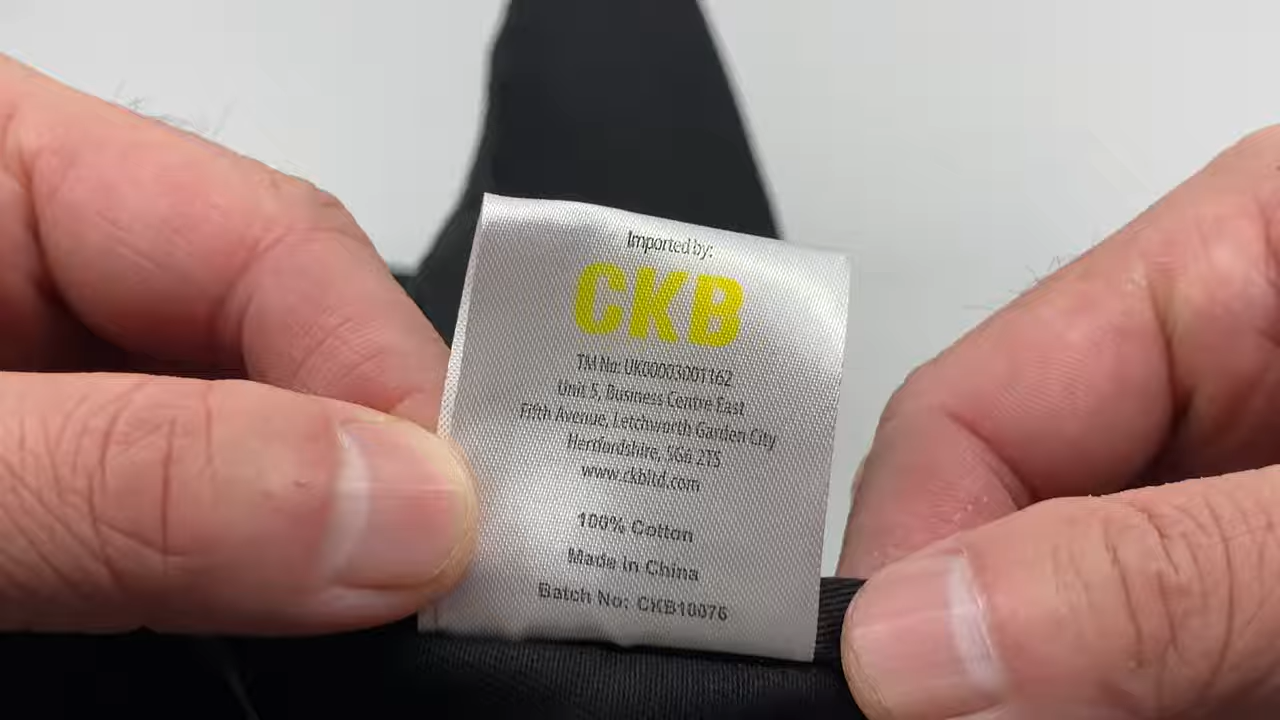 Imported by:
CKB
TM No: UK00003001162
Unit 5, Business Centre East
Fifth Avenue, Letchworth Garden City
Hertfordshire, SG6 2TS
www.ckbltd.com
100% Cotton
Made in China
Batch No: CKB10076